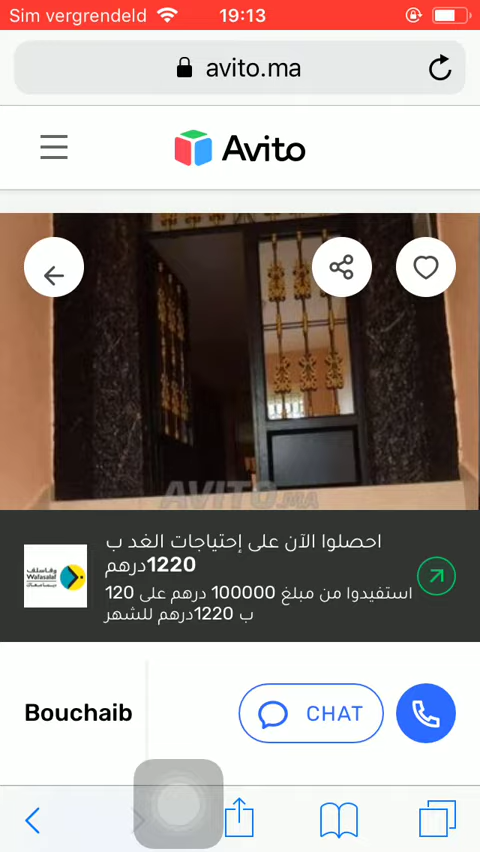 Sim vergrendeld 19:13
avito.ma
Avito
AVITO.MA
احصلوا الآن على إحتياجات الغد ب
1220درهم
وفاسلف
Wafasalaf
استفيدوا من مبلغ 100000 درهم على 120
ب 1220درهم للشهر
Bouchaib CHAT